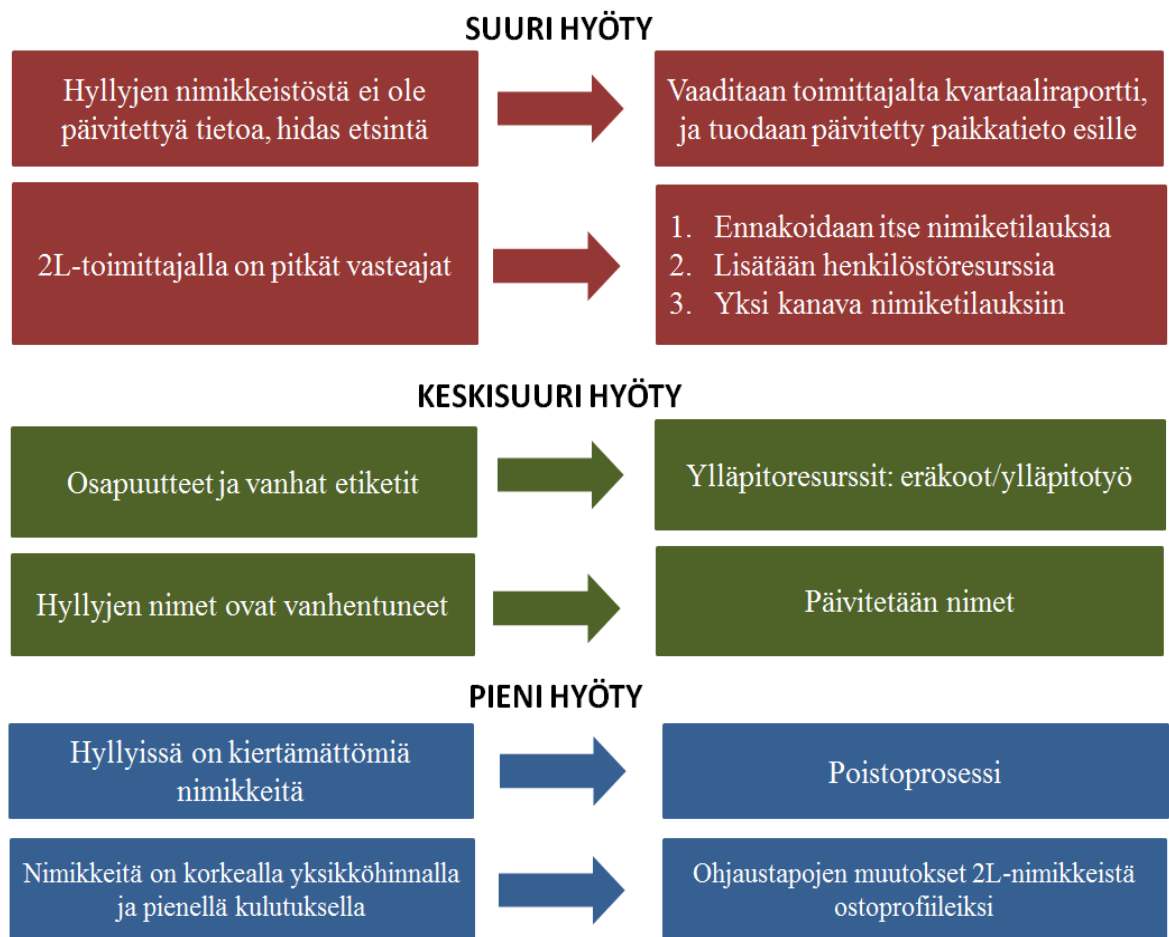 SUURI HYÖTY
Hyllyjen nimikkeistöstä ei ole
päivitettyä tietoa, hidas etsintä
Vaaditaan toimittajalta kvartaaliraportti,
ja tuodaan päivitetty paikkatieto esille
2L-toimittajalla on pitkät vasteajat
1. Ennakoidaan itse nimiketilauksia
2. Lisätään henkilöstöresurssia
3. Yksi kanava nimiketilauksiin
KESKISUURI HYÖTY
Osapuutteet ja vanhat etiketit
Ylläpitoresurssit: eräkoot/ylläpitotyö
Hyllyjen nimet ovat vanhentuneet
Päivitetään nimet
PIENI HYÖTY
Hyllyissä on kiertämättömiä
nimikkeitä
Poistoprosessi
Nimikkeitä on korkealla yksikköhinnalla
ja pienellä kulutuksella
Ohjaustapojen muutokset 2L-nimikkeistä
ostoprofiileiksi